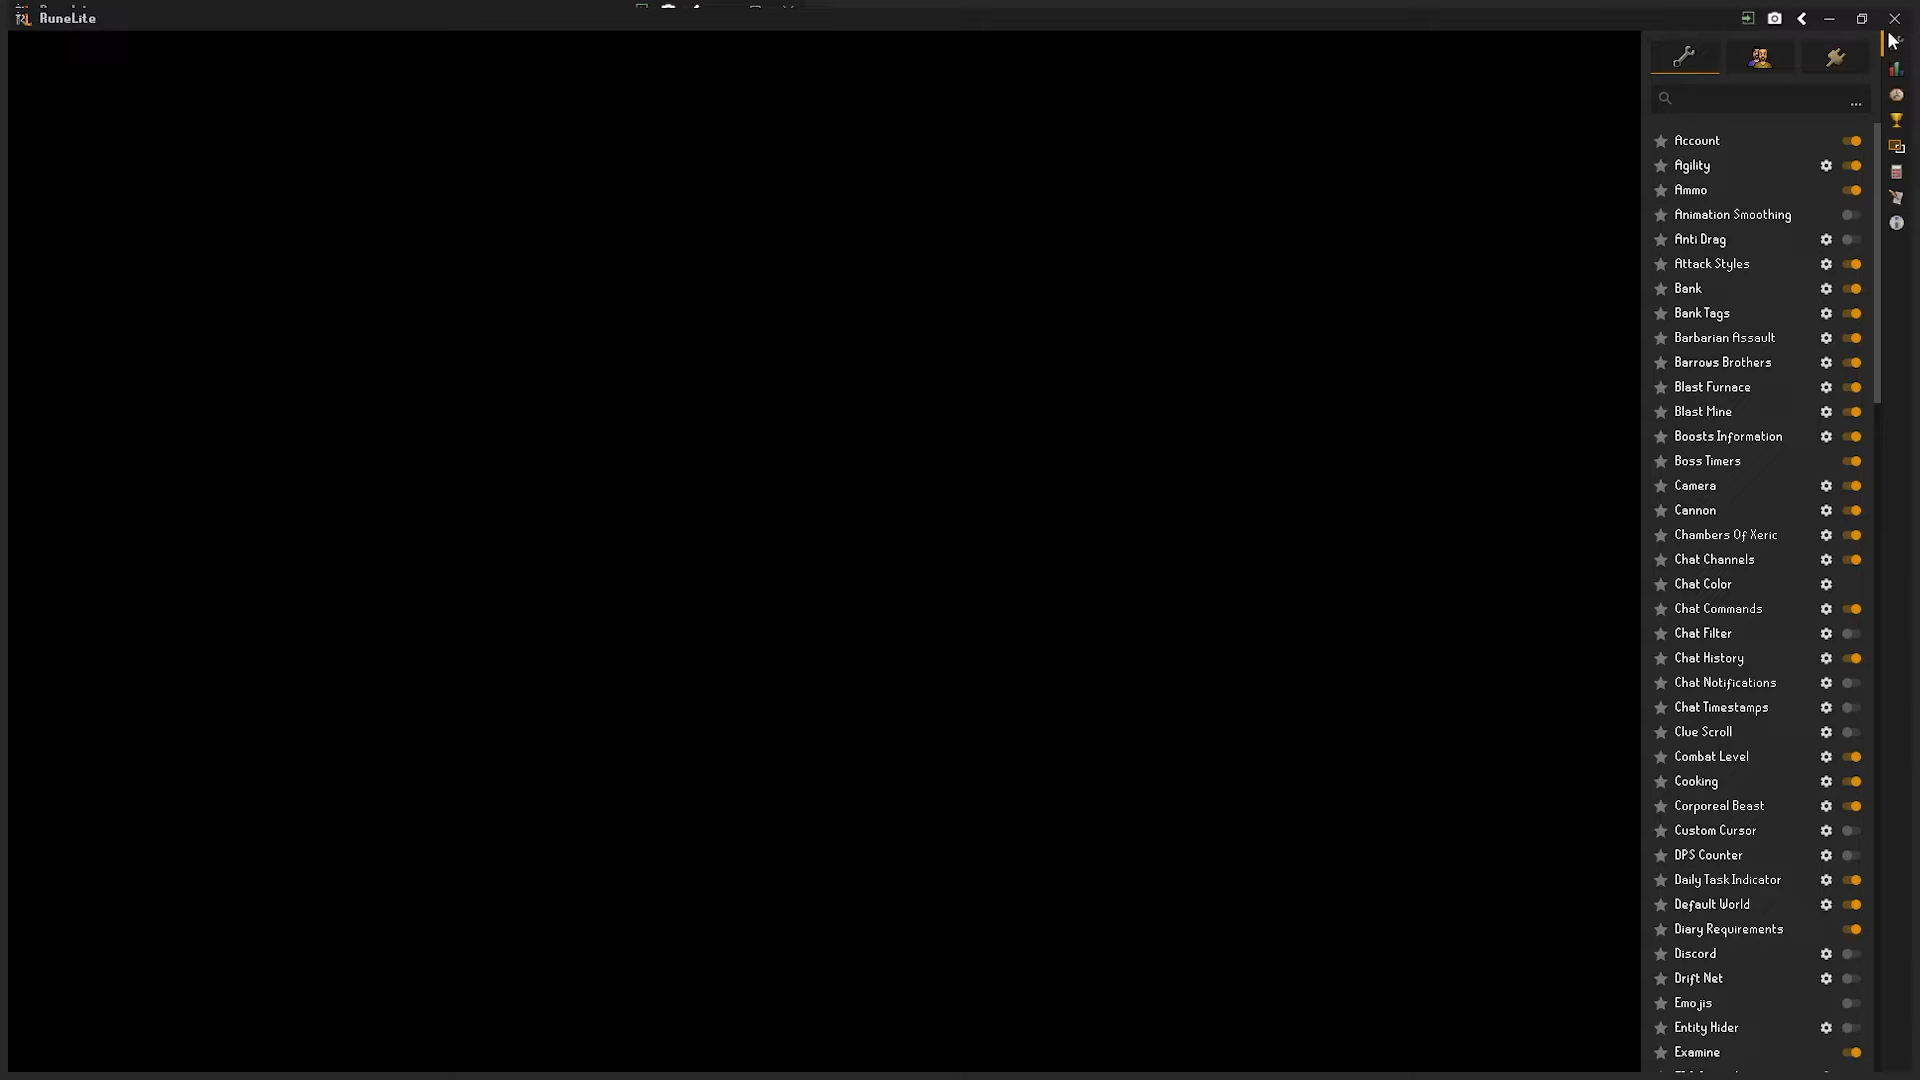 RuneLite
...
Account
Agility
Ammo
Animation Smoothing
Anti Drag
Attack Styles
Bank
Bank Tags
Barbarian Assault
Barrows Brothers
Blast Furnace
Blast Mine
Boosts Information
Boss Timers
Camera
Cannon
Chambers Of Xeric
Chat Channels
Chat Color
Chat Commands
Chat Filter
Chat History
Chat Notifications
Chat Timestamps
Clue Scroll
Combat Level
Cooking
Corporeal Beast
Custom Cursor
DPS Counter
Daily Task Indicator
Default World
Diary Requirements
Discord
Drift Net
Emojis
Entity Hider
Examine